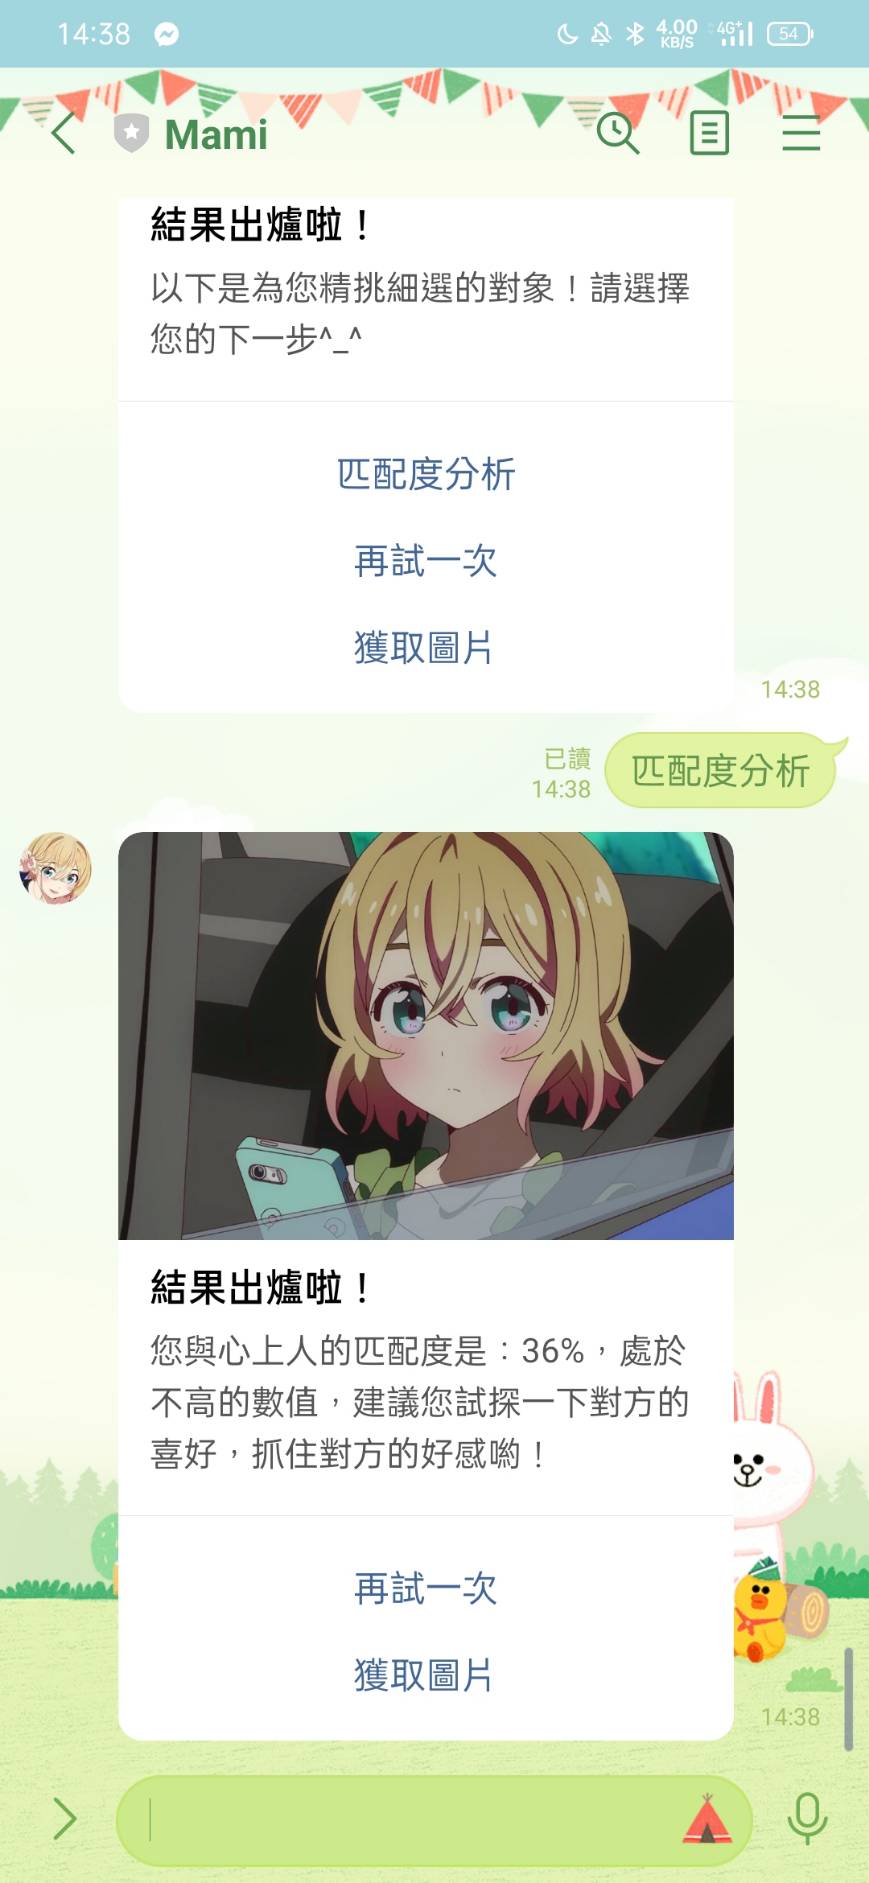 14:38
4.00
KB/S
4G+
54
Mami
結果出爐啦！
以下是為您精挑細選的對象！請選擇
您的下一步^_^
匹配度分析
再試一次
獲取圖片
14:38
已讀
14:38
匹配度分析
結果出爐啦！
您與心上人的匹配度是：36%，處於
不高的數值，建議您試探一下對方的
喜好，抓住對方的好感喲！
再試一次
獲取圖片
14:38